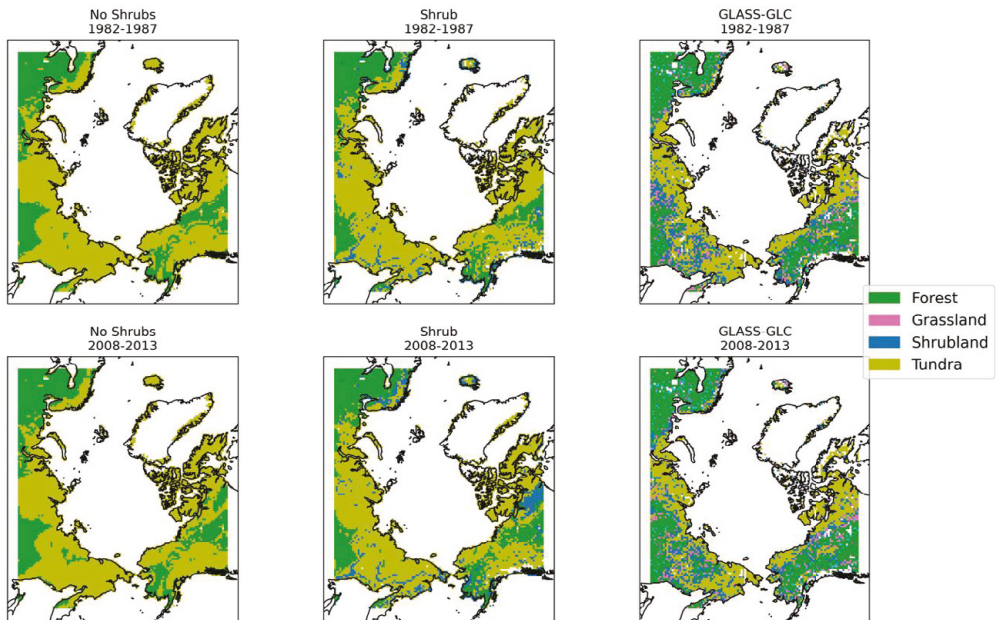 No Shrubs
1982-1987
Shrub
1982-1987
GLASS-GLC
1982-1987
Forest
Grassland
Shrubland
Tundra
No Shrubs
2008-2013
Shrub
2008-2013
GLASS GLC
2008-2013